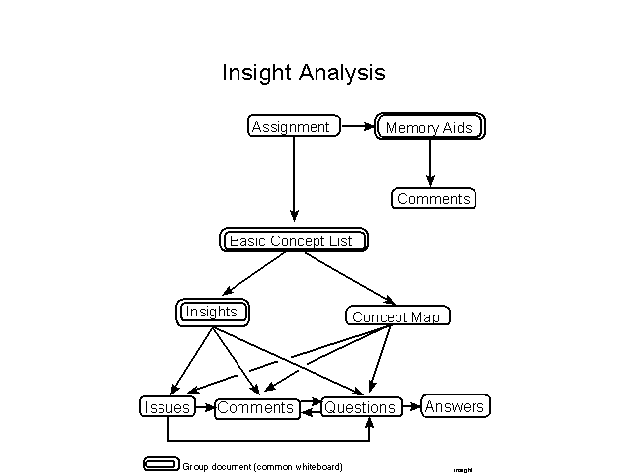 Insight Analysis
Assignment
Memory Aids
Comments
Basic Concept List
Insights
Concept Map
Issues
Comments
Questions
Answers
Group document (common whiteboard)
insight